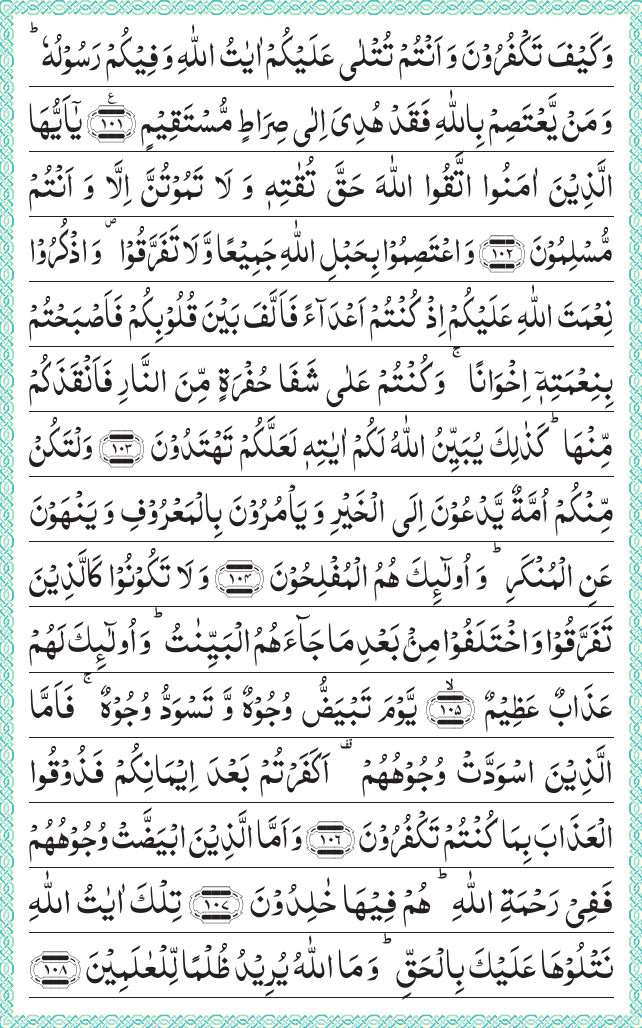 وَكَيْفَ تَكْفُرُوْنَ وَ اَنْتُمْ تُتْلٰى عَلَيْكُمْ اٰيٰتُ اللّٰهِ وَ فِيْكُمْ رَسُوْلُهٗ ؕ
وَ مَنْ يَّعْتَصِمْ بِاللّٰهِ فَقَدْ هُدِىَ اِلٰى صِرَاطٍ مُّسْتَقِيْمٍ ﴿۱۰۱﴾ ع يٰۤاَيُّهَا
الَّذِيْنَ اٰمَنُوا اتَّقُوا اللّٰهَ حَقَّ تُقٰتِهٖ وَ لَا تَمُوْتُنَّ اِلَّا وَ اَنْتُمْ
مُّسْلِمُوْنَ ﴿۱۰۲﴾ وَ اعْتَصِمُوْا بِحَبْلِ اللّٰهِ جَمِيْعًا وَّ لَا تَفَرَّقُوْا ۪ وَ اذْكُرُوْا
نِعْمَتَ اللّٰهِ عَلَيْكُمْ اِذْ كُنْتُمْ اَعْدَآءً فَاَلَّفَ بَيْنَ قُلُوْبِكُمْ فَاَصْبَحْتُمْ
بِنِعْمَتِهٖۤ اِخْوَانًا ۚ وَكُنْتُمْ عَلٰى شَفَا حُفْرَةٍ مِّنَ النَّارِ فَاَنْقَذَكُمْ
مِّنْهَا ؕ كَذٰلِكَ يُبَيِّنُ اللّٰهُ لَكُمْ اٰيٰتِهٖ لَعَلَّكُمْ تَهْتَدُوْنَ ﴿۱۰۳﴾ وَلْتَكُنْ
مِّنْكُمْ اُمَّةٌ يَّدْعُوْنَ اِلَى الْخَيْرِ وَ يَاْمُرُوْنَ بِالْمَعْرُوْفِ وَ يَنْهَوْنَ
عَنِ الْمُنْكَرِ ؕ وَ اُولٰٓئِكَ هُمُ الْمُفْلِحُوْنَ ﴿۱۰۴﴾ وَ لَا تَكُوْنُوْا كَالَّذِيْنَ
تَفَرَّقُوْا وَ اخْتَلَفُوْا مِنْۢ بَعْدِ مَا جَآءَهُمُ الْبَيِّنٰتُ ؕ وَ اُولٰٓئِكَ لَهُمْ
عَذَابٌ عَظِيْمٌ ﴿۱۰۵﴾ ۙ يَّوْمَ تَبْيَضُّ وُجُوْهٌ وَّ تَسْوَدُّ وُجُوْهٌ ۚ فَاَمَّا
الَّذِيْنَ اسْوَدَّتْ وُجُوْهُهُمْ ۟ قف اَكَفَرْتُمْ بَعْدَ اِيْمَانِكُمْ فَذُوْقُوا
الْعَذَابَ بِمَا كُنْتُمْ تَكْفُرُوْنَ ﴿۱۰۶﴾ وَ اَمَّا الَّذِيْنَ ابْيَضَّتْ وُجُوْهُهُمْ
فَفِىْ رَحْمَةِ اللّٰهِ ؕ هُمْ فِيْهَا خٰلِدُوْنَ ﴿۱۰۷﴾ تِلْكَ اٰيٰتُ اللّٰهِ
نَتْلُوْهَا عَلَيْكَ بِالْحَقِّ ؕ وَ مَا اللّٰهُ يُرِيْدُ ظُلْمًا لِّلْعٰلَمِيْنَ ﴿۱۰۸﴾